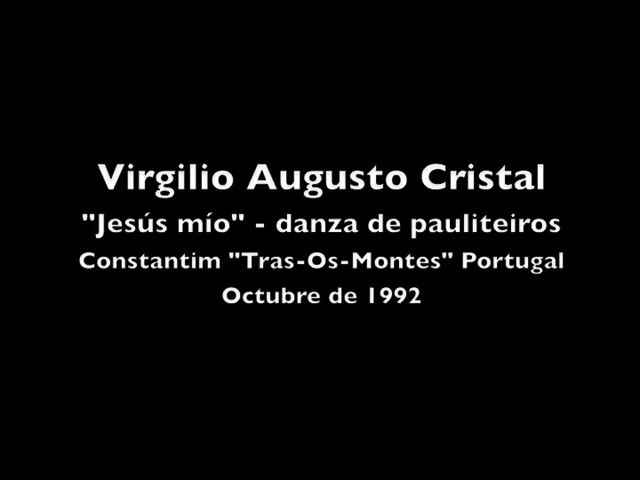 Virgilio Augusto Cristal
"Jesús mío" - danza de pauliteiros
Constantim "Tras-Os-Montes" Portugal
Octubre de 1992